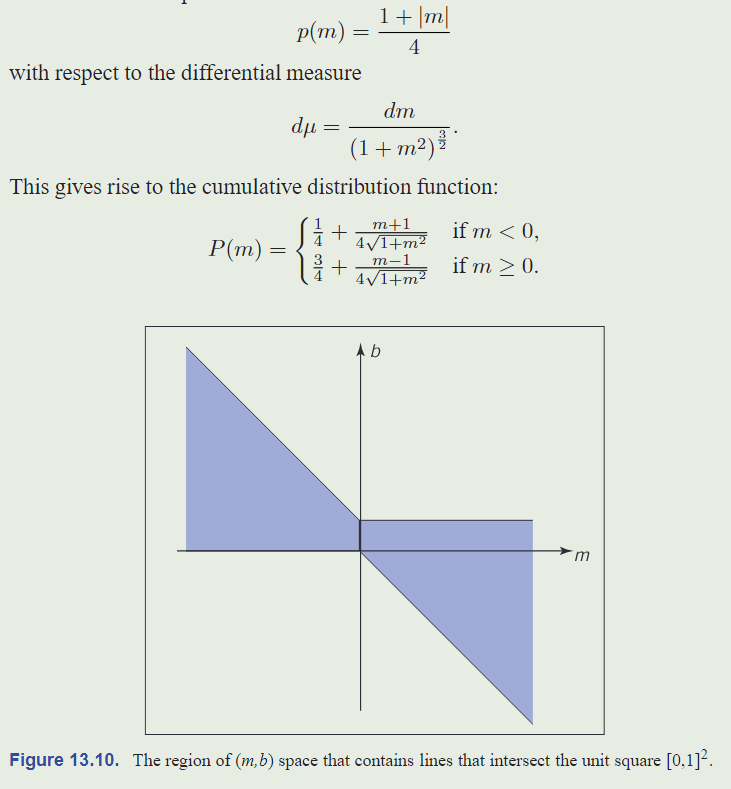 p(m) = \frac{1 + |m|}{4}
with respect to the differential measure
dμ = \frac{dm}{(1 + m^2)^{\frac{3}{2}}}.
This gives rise to the cumulative distribution function:
P(m) = \begin{cases} \frac{1}{4} + \frac{m+1}{4\sqrt{1+m^2}} & \text{if } m < 0, \\ \frac{3}{4} + \frac{m-1}{4\sqrt{1+m^2}} & \text{if } m ≥ 0. \end{cases}
b
m
Figure 13.10. The region of (m,b) space that contains lines that intersect the unit square [0,1]².